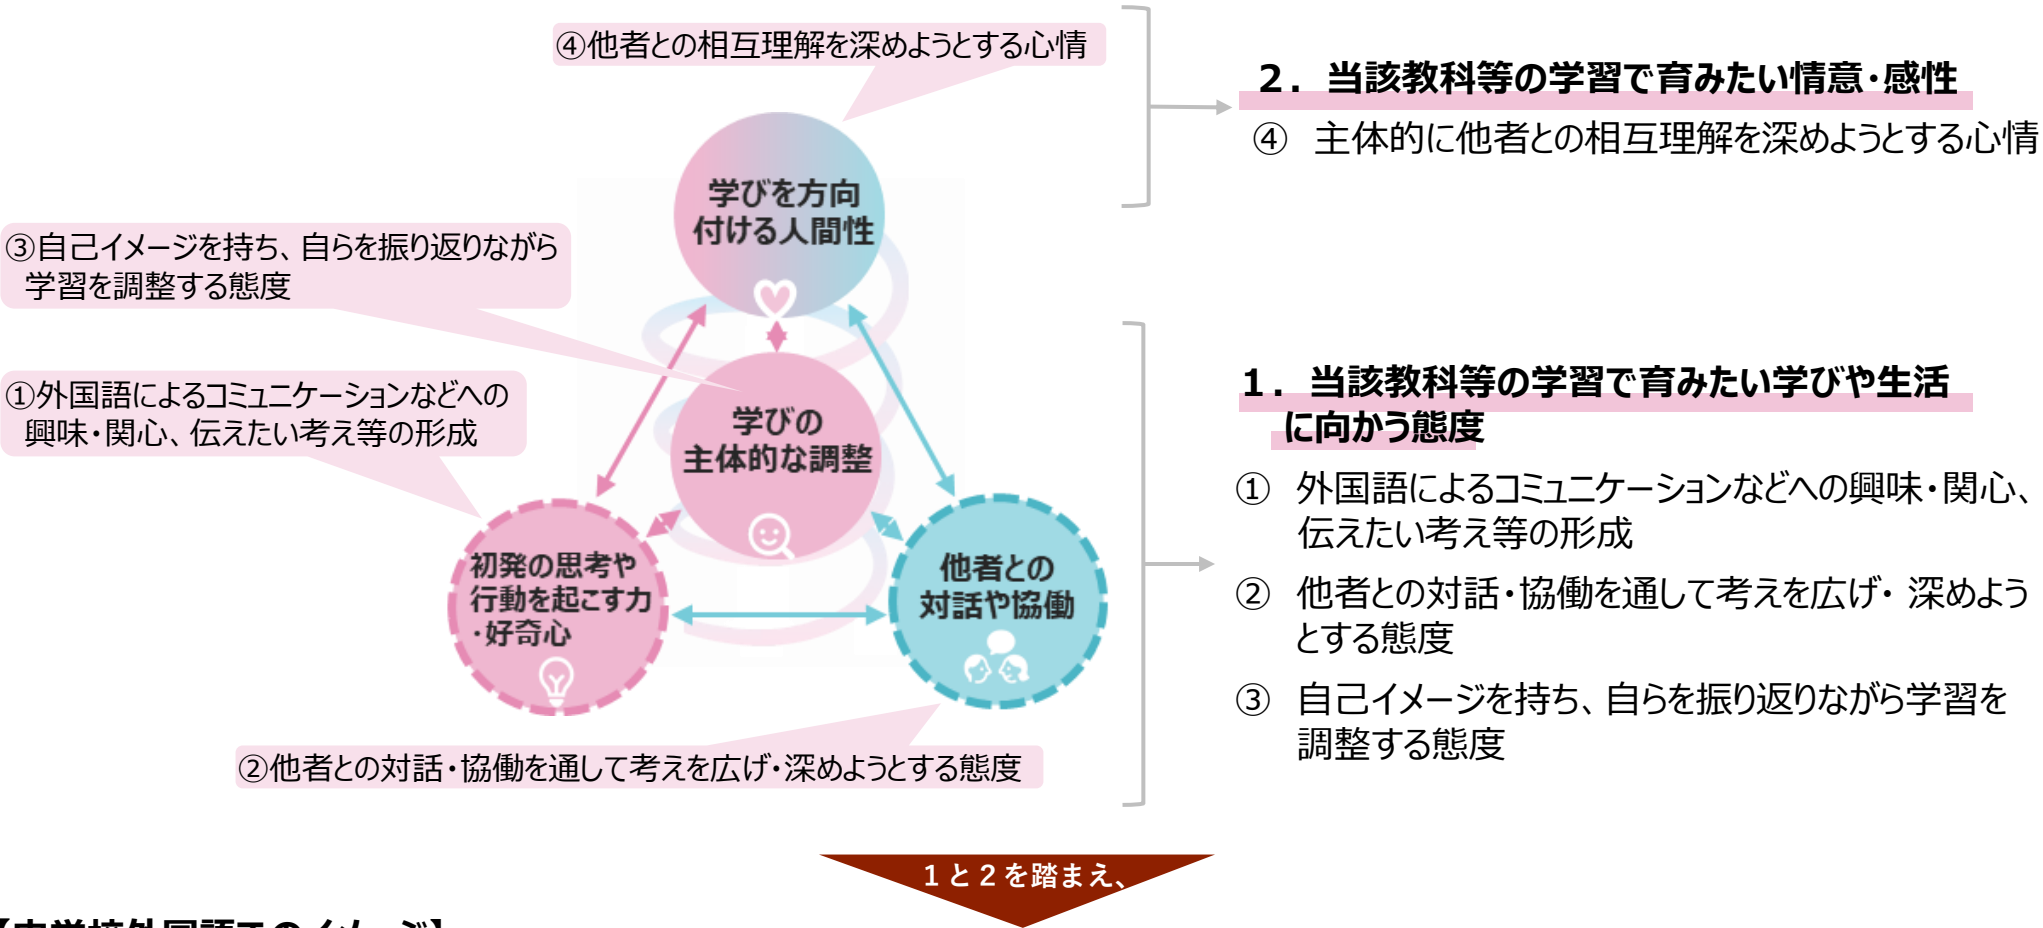 ④他者との相互理解を深めようとする心情
2．当該教科等の学習で育みたい情意・感性
④ 主体的に他者との相互理解を深めようとする心情
学びを方向
付ける人間性
③自己イメージを持ち、自らを振り返りながら
学習を調整する態度
①外国語によるコミュニケーションなどへの
興味・関心、伝えたい考え等の形成
学びの
主体的な調整
初発の思考や
行動を起こす力
・好奇心
他者との
対話や協働
②他者との対話・協働を通して考えを広げ・深めようとする態度
1．当該教科等の学習で育みたい学びや生活
に向かう態度
① 外国語によるコミュニケーションなどへの興味・関心、
伝えたい考え等の形成
② 他者との対話・協働を通して考えを広げ・ 深めよう
とする態度
③ 自己イメージを持ち、自らを振り返りながら学習を
調整する態度
１と２を踏まえ、